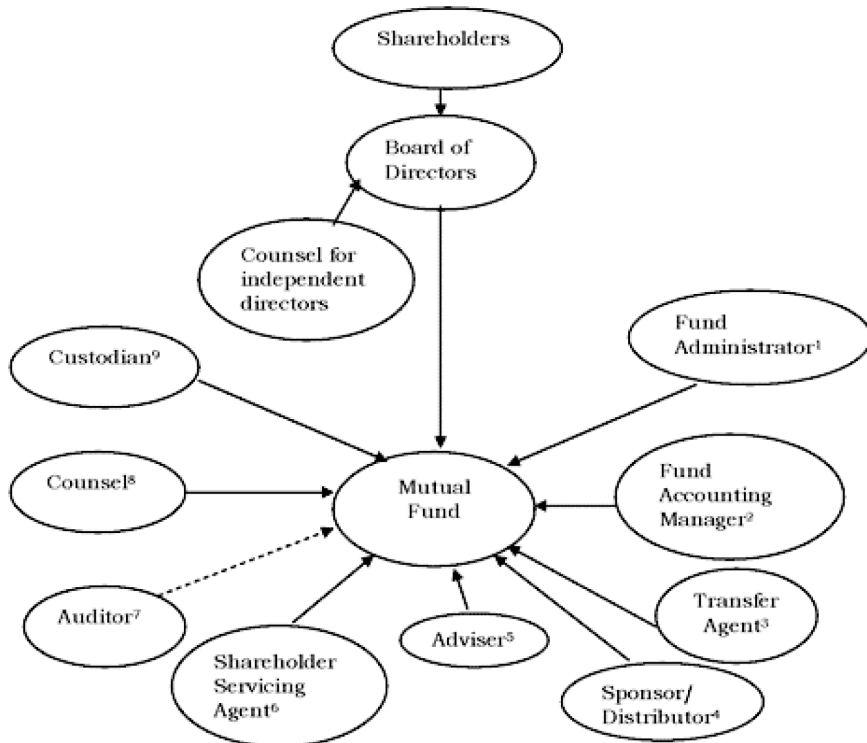 Shareholders
Board of
Directors
Counsel for
independent
directors
Fund
Administrator¹
Custodian⁹
Counsel⁸
Mutual
Fund
Fund
Accounting
Manager²
Auditor⁷
Shareholder
Servicing
Agent⁶
Adviser⁵
Transfer
Agent³
Sponsor/
Distributor⁴